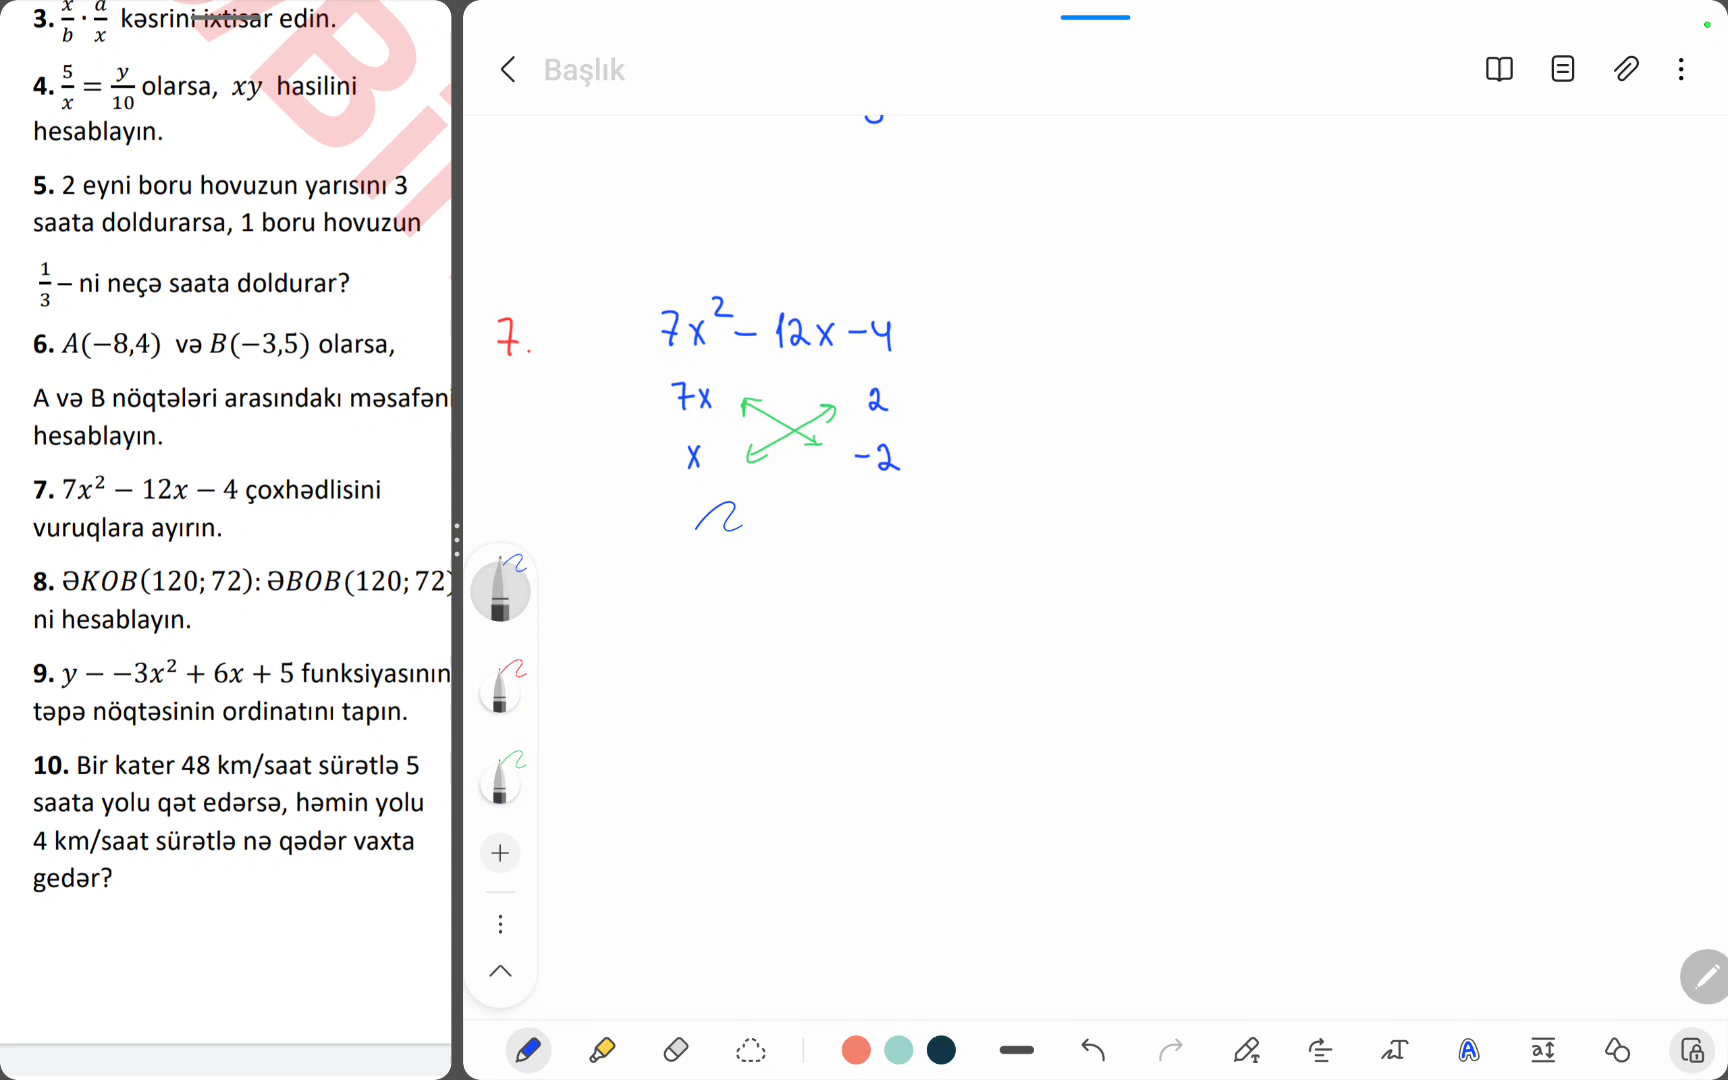 3. x/b · a/x kəsrini ixtisar edin.
4. 5/x = y/10 olarsa, xy hasilini
hesablayın.
5. 2 eyni boru hovuzun yarısını 3
saata doldurarsa, 1 boru hovuzun
1/3 – ni neçə saata doldurar?
6. A(−8,4) və B(−3,5) olarsa,
A və B nöqtələri arasındakı məsafəni
hesablayın.
7. 7x² − 12x − 4 çoxhədlisini
vuruqlara ayırın.
8. ƏKOB(120; 72): ƏBOB(120; 72)
ni hesablayın.
9. y − −3x² + 6x + 5 funksiyasının
təpə nöqtəsinin ordinatını tapın.
10. Bir kater 48 km/saat sürətlə 5
saata yolu qət edərsə, həmin yolu
4 km/saat sürətlə nə qədər vaxta
gedər?
Başlık
7. 7x² − 12x − 4
7x 2
x −2